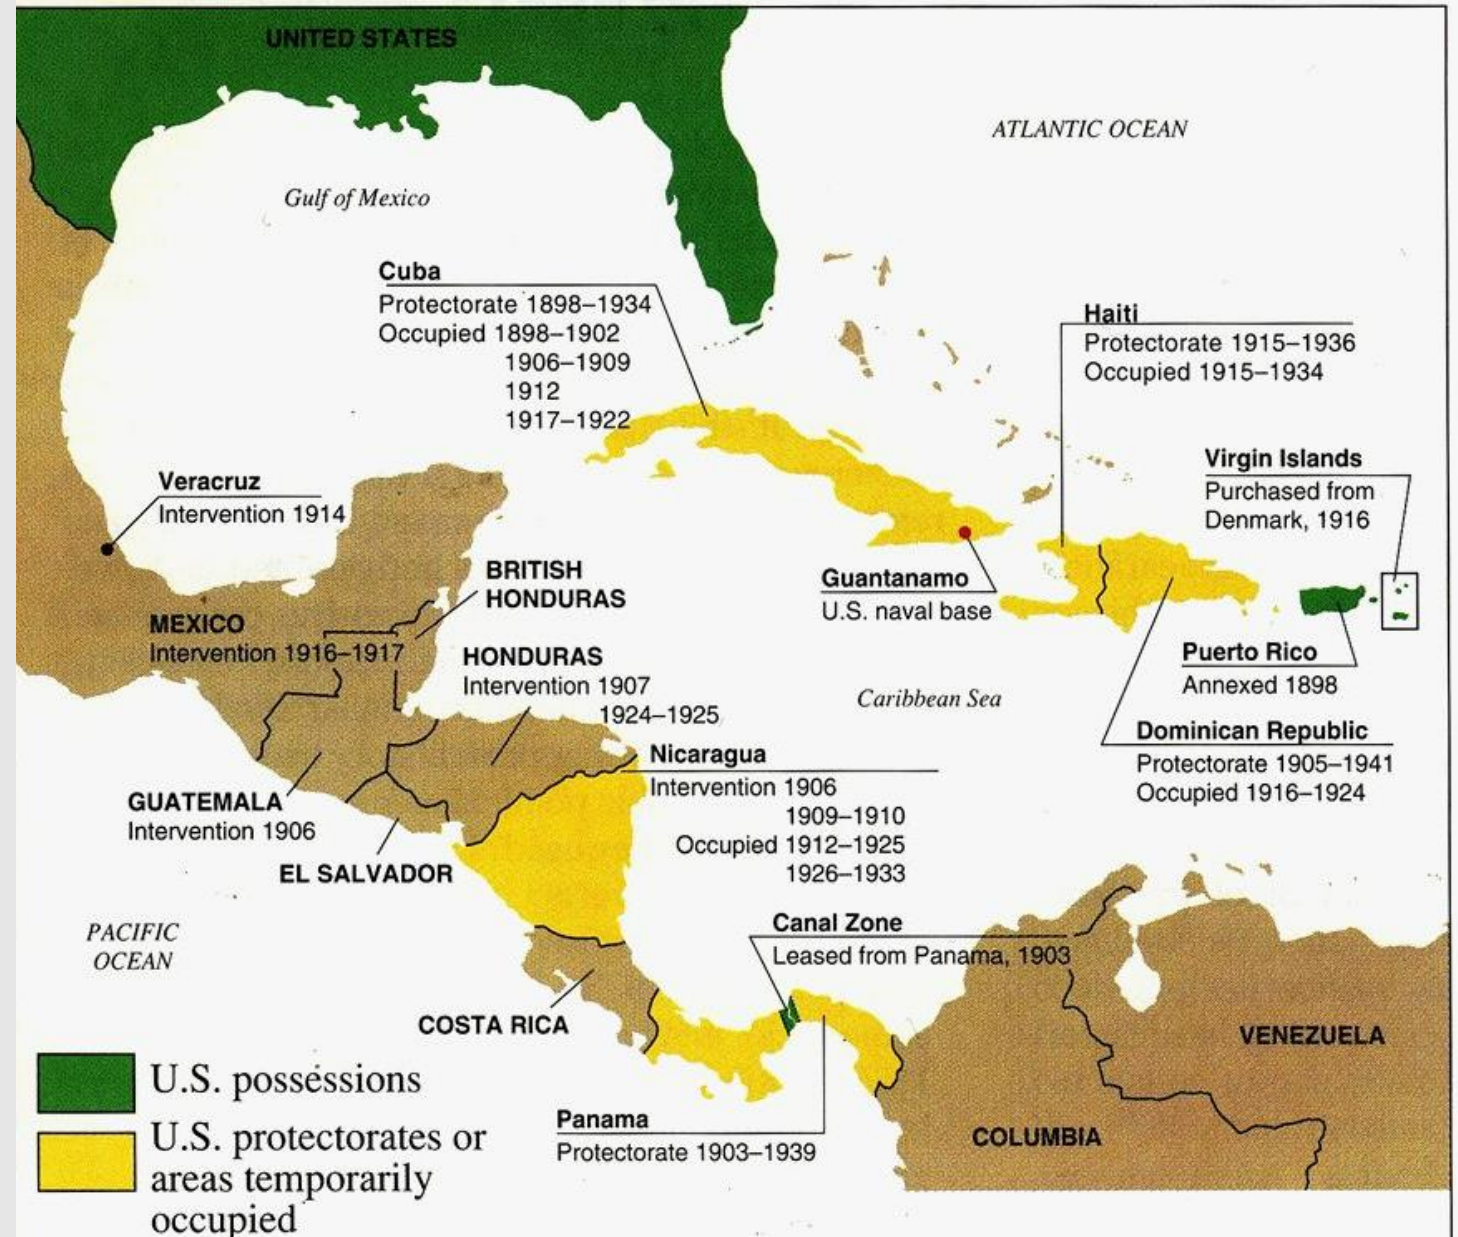 UNITED STATES
ATLANTIC OCEAN
Gulf of Mexico
Cuba
Protectorate 1898–1934
Occupied 1898–1902
1906–1909
1912
1917–1922
Haiti
Protectorate 1915–1936
Occupied 1915–1934
Veracruz
Intervention 1914
Virgin Islands
Purchased from
Denmark, 1916
BRITISH
HONDURAS
Guantanamo
U.S. naval base
MEXICO
Intervention 1916–1917
HONDURAS
Intervention 1907
1924–1925
Caribbean Sea
Puerto Rico
Annexed 1898
Dominican Republic
Protectorate 1905–1941
Occupied 1916–1924
Nicaragua
Intervention 1906
1909–1910
Occupied 1912–1925
1926–1933
GUATEMALA
Intervention 1906
EL SALVADOR
PACIFIC
OCEAN
Canal Zone
Leased from Panama, 1903
COSTA RICA
VENEZUELA
Panama
Protectorate 1903–1939
COLUMBIA
U.S. possessions
U.S. protectorates or
areas temporarily
occupied